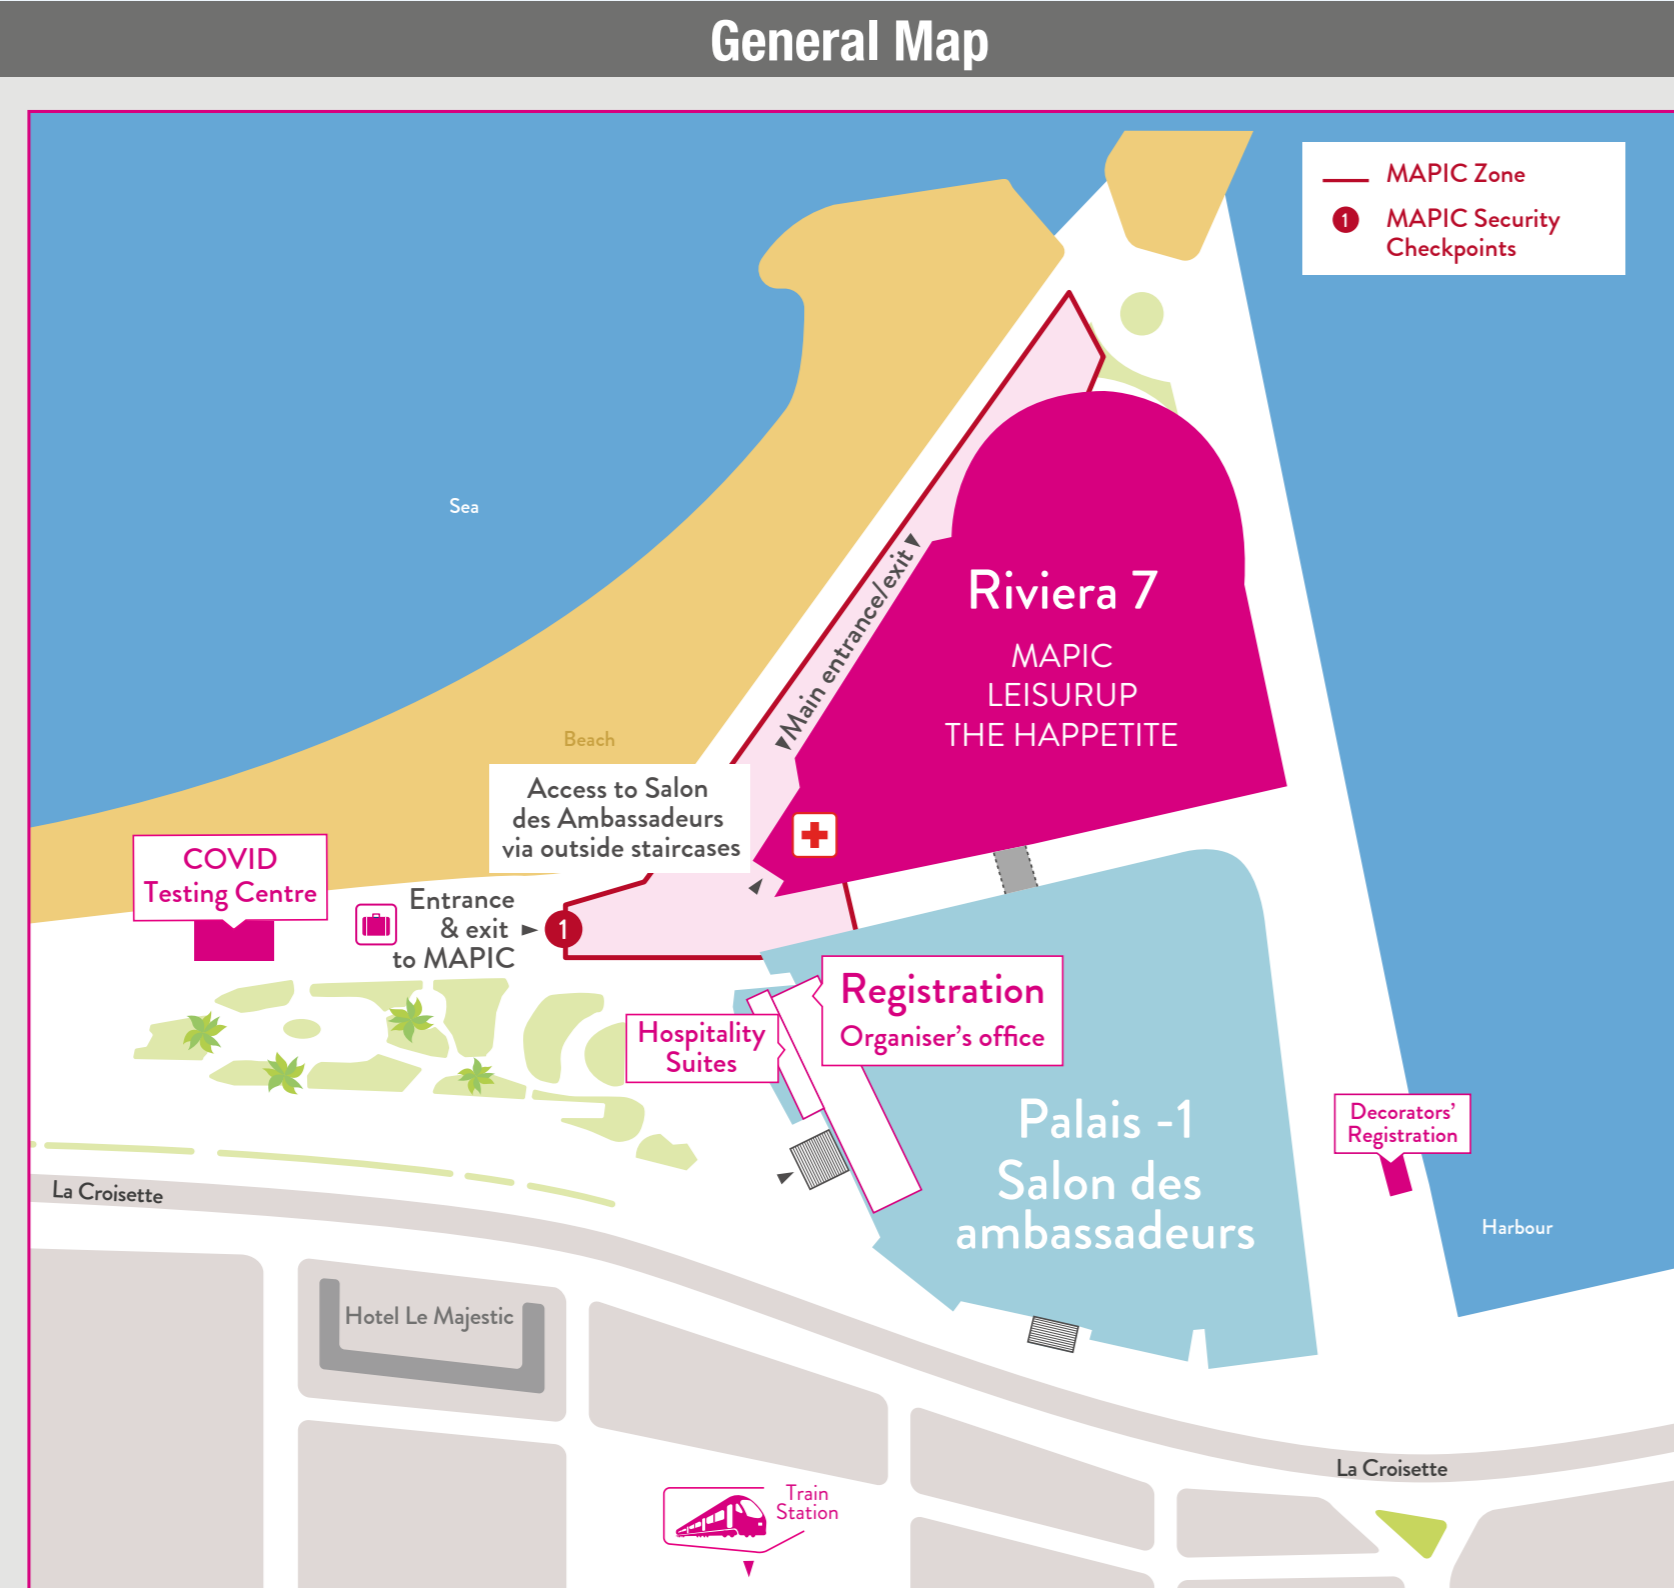 General Map
MAPIC Zone
1
MAPIC Security
Checkpoints
Sea
Main entrance/exit
Riviera 7
MAPIC
LEISURUP
THE HAPPETITE
Beach
Access to Salon
des Ambassadeurs
via outside staircases
COVID
Testing Centre
Entrance
& exit
to MAPIC
1
Registration
Organiser's office
Hospitality
Suites
Palais -1
Salon des
ambassadeurs
Decorators'
Registration
Harbour
La Croisette
Hotel Le Majestic
La Croisette
Train
Station